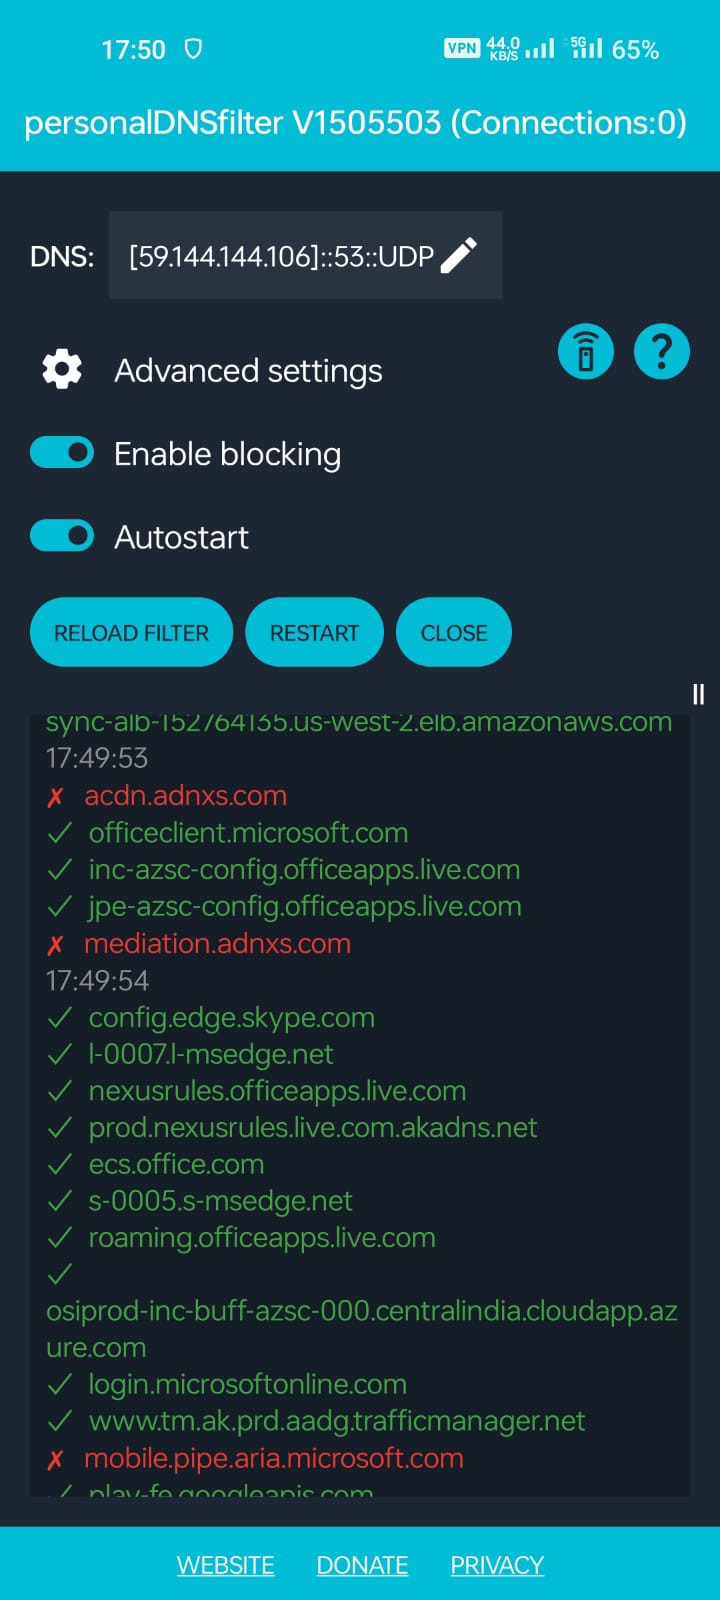 17:50 VPN 44.0 KB/S 5G 65%
personalDNSfilter V1505503 (Connections:0)
DNS: [59.144.144.106]::53::UDP
Advanced settings ?
Enable blocking
Autostart
RELOAD FILTER RESTART CLOSE
sync-alb-152764135.us-west-2.elb.amazonaws.com
17:49:53
✗ acdn.adnxs.com
✓ officeclient.microsoft.com
✓ inc-azsc-config.officeapps.live.com
✓ jpe-azsc-config.officeapps.live.com
✗ mediation.adnxs.com
17:49:54
✓ config.edge.skype.com
✓ l-0007.l-msedge.net
✓ nexusrules.officeapps.live.com
✓ prod.nexusrules.live.com.akadns.net
✓ ecs.office.com
✓ s-0005.s-msedge.net
✓ roaming.officeapps.live.com
✓
osiprod-inc-buff-azsc-000.centralindia.cloudapp.az
ure.com
✓ login.microsoftonline.com
✓ www.tm.ak.prd.aadg.trafficmanager.net
✗ mobile.pipe.aria.microsoft.com
✓ play-fe.googleapis.com
WEBSITE DONATE PRIVACY